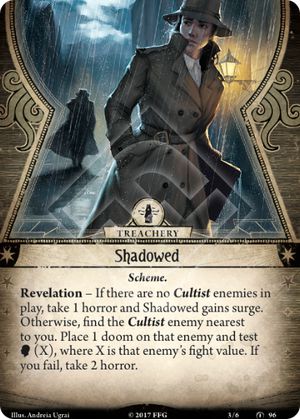 TREACHERY
Shadowed
Scheme.
Revelation – If there are no Cultist enemies in
play, take 1 horror and Shadowed gains surge.
Otherwise, find the Cultist enemy nearest
to you. Place 1 doom on that enemy and test
(X), where X is that enemy's fight value. If
you fail, take 2 horror.
Illus. Andreia Ugrai © 2017 FFG 3/6 96